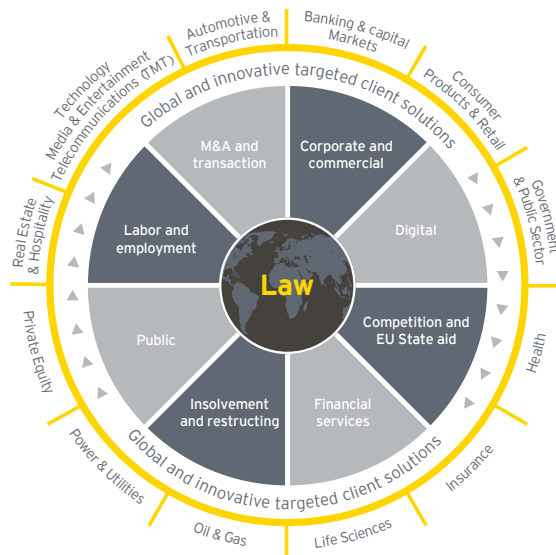 Automotive &
Transportation
Banking & capital
Markets
Consumer
Products & Retail
Government
& Public Sector
Health
Insurance
Life Sciences
Oil & Gas
Power & Utilities
Private Equity
Real Estate
& Hospitality
Technology
Media & Entertainment
Telecommunications (TMT)
Global and innovative targeted client solutions
M&A and
transaction
Corporate and
commercial
Digital
Competition and
EU State aid
Financial
services
Insolvement
and restructing
Public
Labor and
employment
Law
Global and innovative targeted client solutions